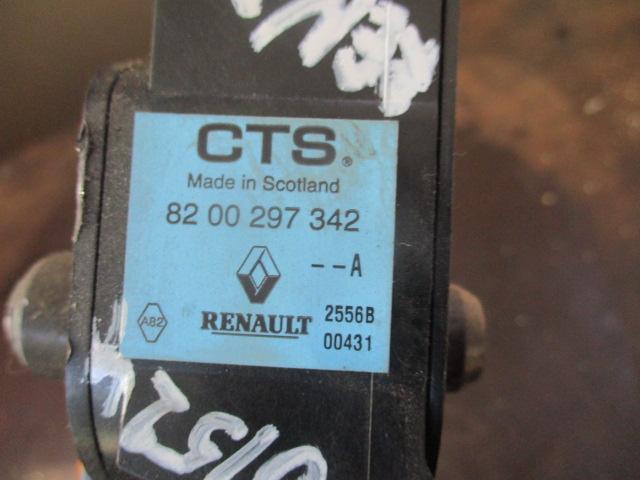 CTS®
Made in Scotland
82 00 297 342
--A
A82
RENAULT
2556B
00431